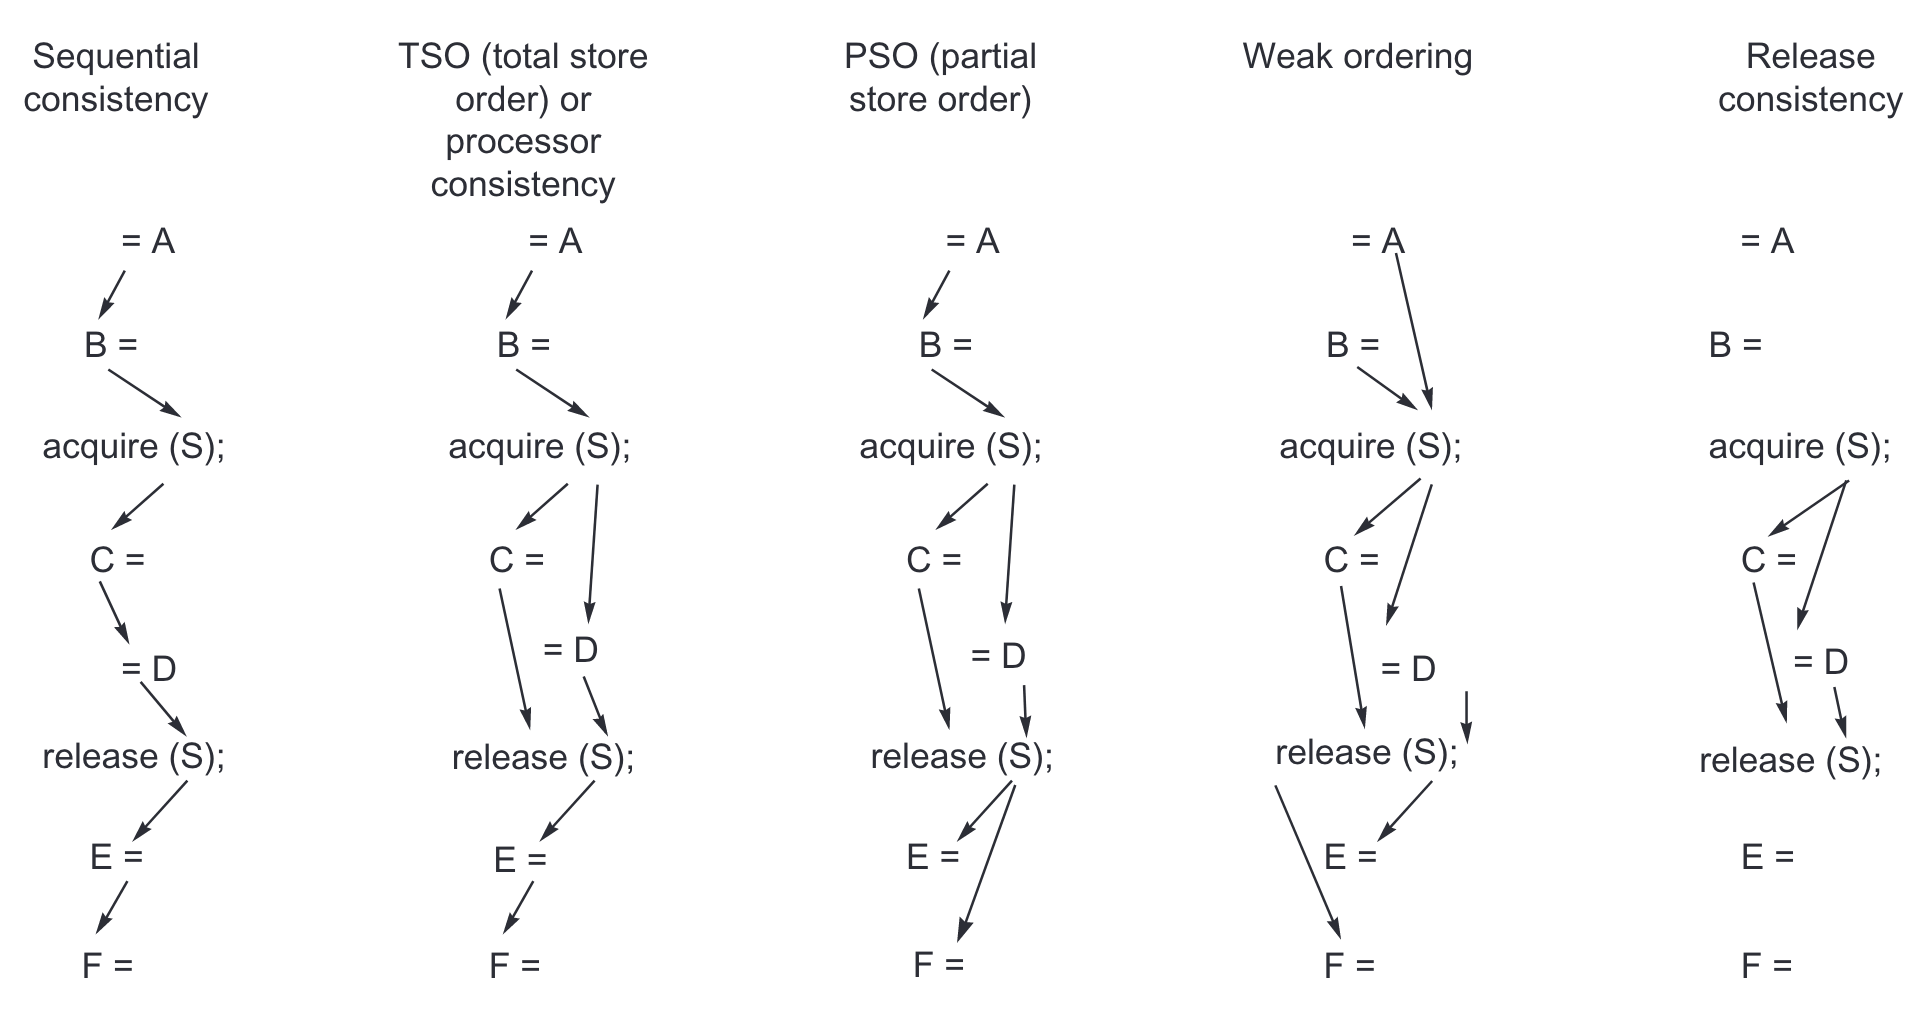 Sequential
consistency
= A
B =
acquire (S);
C =
= D
release (S);
E =
F =
TSO (total store
order) or
processor
consistency
= A
B =
acquire (S);
C =
= D
release (S);
E =
F =
PSO (partial
store order)
= A
B =
acquire (S);
C =
= D
release (S);
E =
F =
Weak ordering
= A
B =
acquire (S);
C =
= D
release (S);
E =
F =
Release
consistency
= A
B =
acquire (S);
C =
= D
release (S);
E =
F =